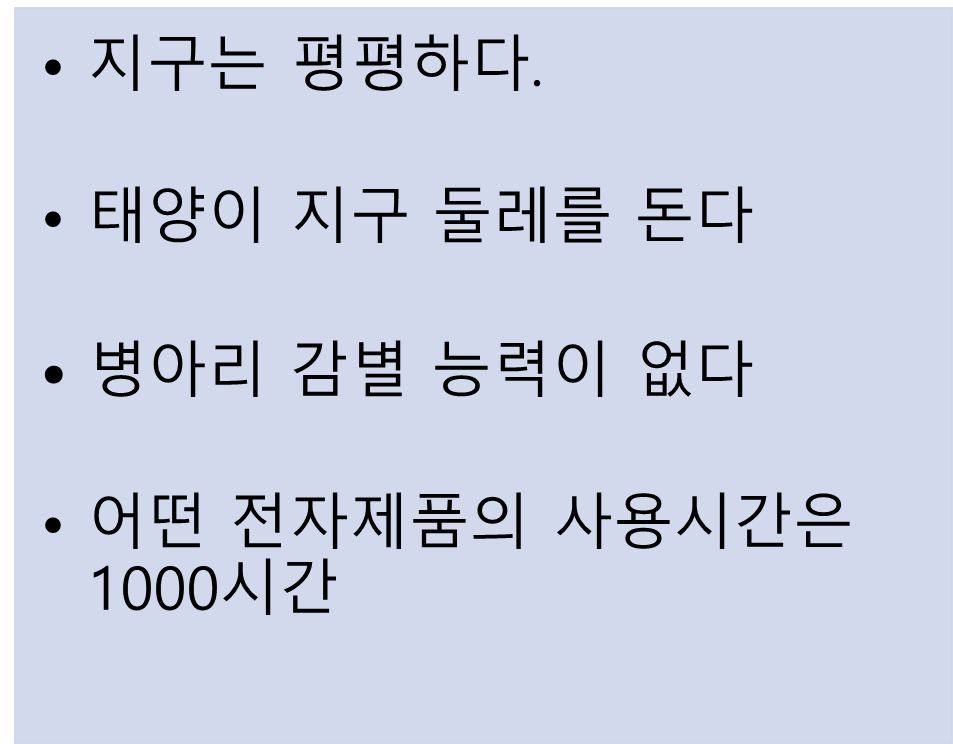 • 지구는 평평하다.
• 태양이 지구 둘레를 돈다
• 병아리 감별 능력이 없다
• 어떤 전자제품의 사용시간은
1000시간